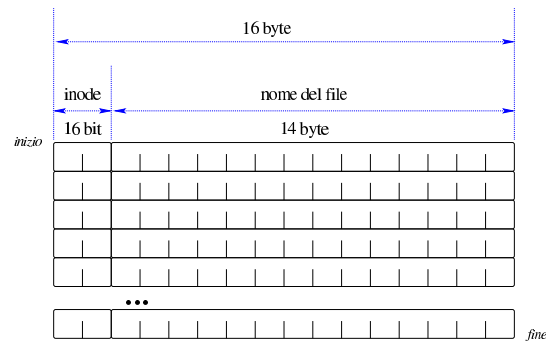 16 byte
inode nome del file
16 bit 14 byte
inizio
...
fine